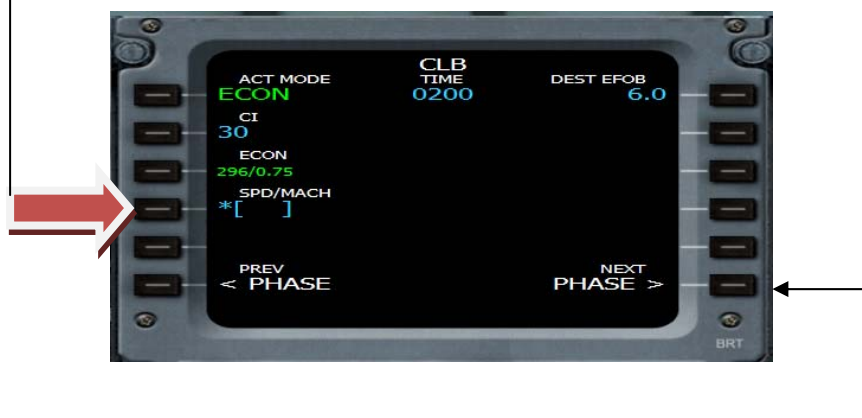 CLB
ACT MODE TIME DEST EFOB
ECON 0200 6.0
CI
30
ECON
296/0.75
SPD/MACH
*[ ]
PREV NEXT
< PHASE PHASE >
BRT